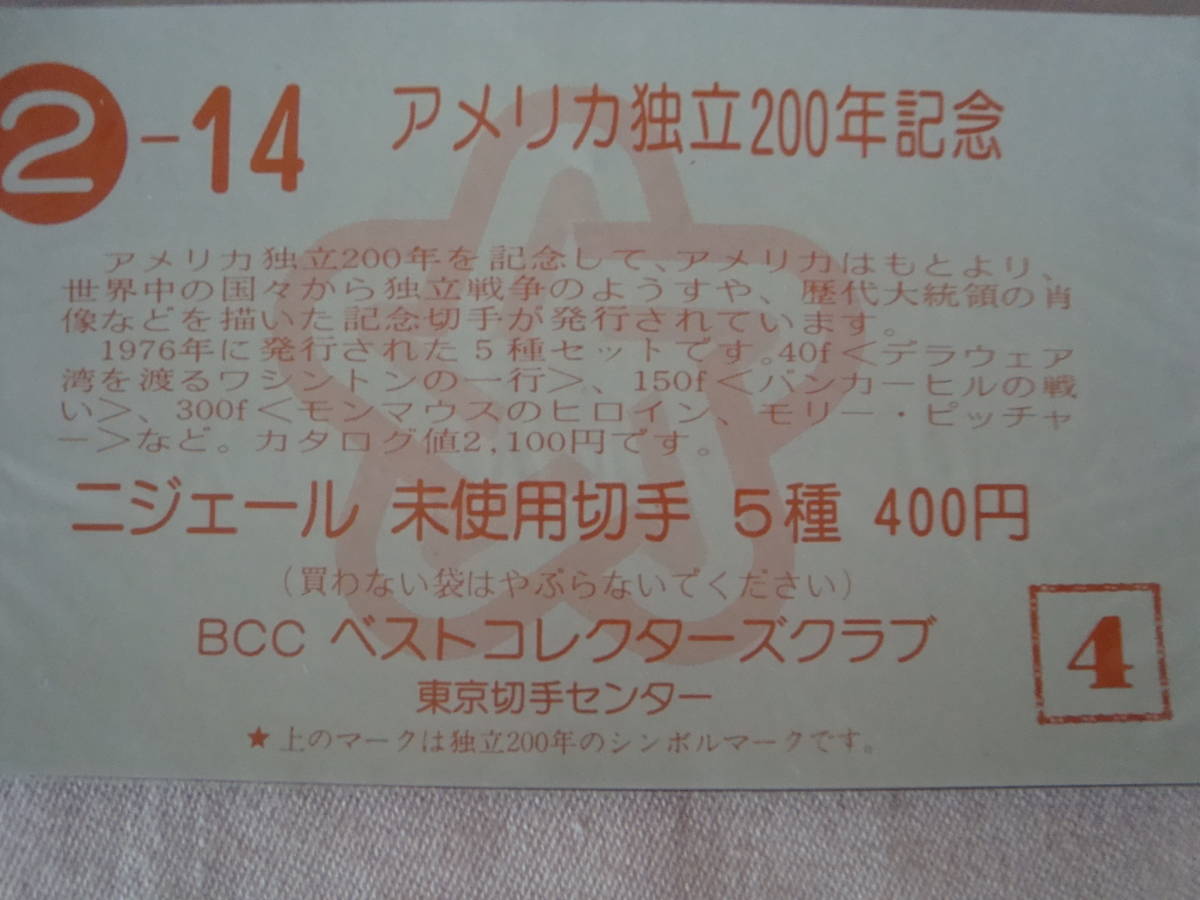 ②-14 アメリカ独立200年記念
アメリカ独立200年を記念して、アメリカはもとより、
世界中の国々から独立戦争のようすや、歴代大統領の肖
像などを描いた記念切手が発行されています。
1976年に発行された5種セットです。40f<デラウェア
湾を渡るワシントンの一行>、150f<バンカーヒルの戦
い>、300f<モンマウスのヒロイン、モリー・ピッチャ
ー>など。カタログ値2,100円です。
ニジェール 未使用切手 5種 400円
(買わない袋はやぶらないでください)
BCC ベストコレクターズクラブ
4
東京切手センター
★上のマークは独立200年のシンボルマークです。